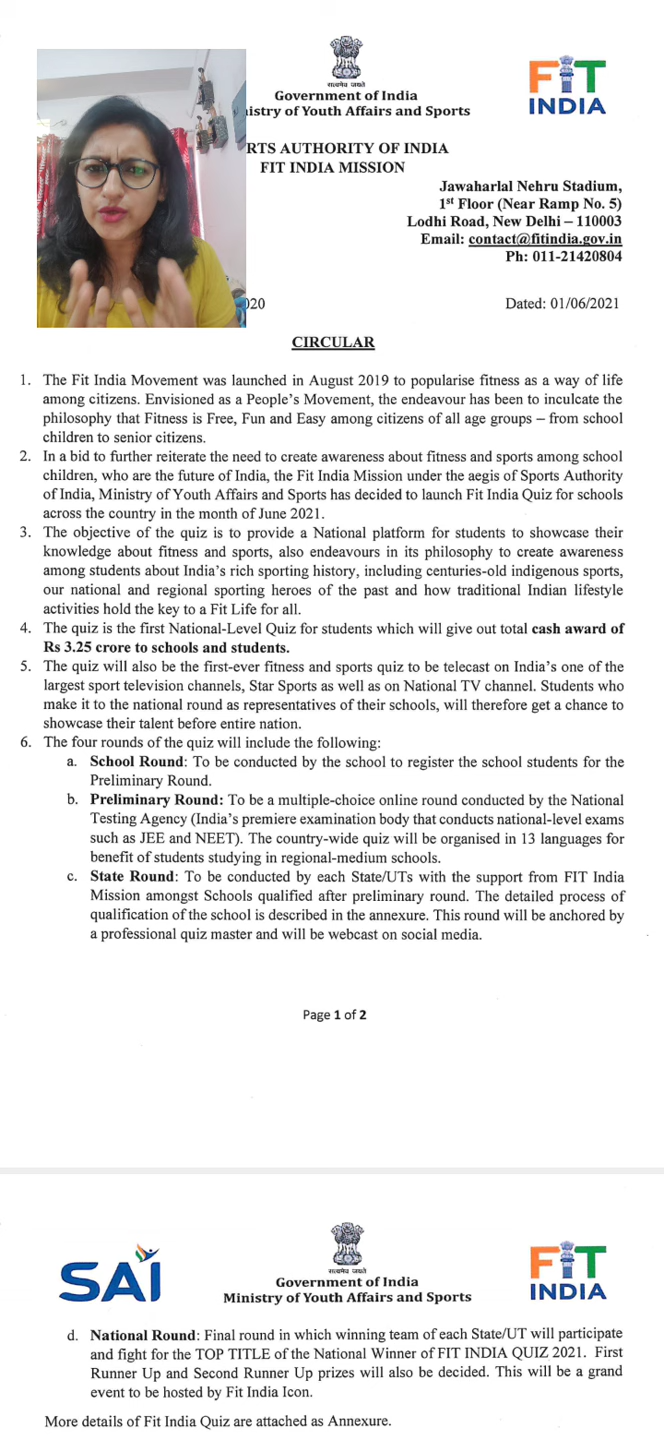 सत्यमेव जयते
Government of India
istry of Youth Affairs and Sports
FIT
INDIA
RTS AUTHORITY OF INDIA
FIT INDIA MISSION
Jawaharlal Nehru Stadium,
1st Floor (Near Ramp No. 5)
Lodhi Road, New Delhi – 110003
Email: contact@fitindia.gov.in
Ph: 011-21420804
020 Dated: 01/06/2021
CIRCULAR
1. The Fit India Movement was launched in August 2019 to popularise fitness as a way of life
among citizens. Envisioned as a People's Movement, the endeavour has been to inculcate the
philosophy that Fitness is Free, Fun and Easy among citizens of all age groups – from school
children to senior citizens.
2. In a bid to further reiterate the need to create awareness about fitness and sports among school
children, who are the future of India, the Fit India Mission under the aegis of Sports Authority
of India, Ministry of Youth Affairs and Sports has decided to launch Fit India Quiz for schools
across the country in the month of June 2021.
3. The objective of the quiz is to provide a National platform for students to showcase their
knowledge about fitness and sports, also endeavours in its philosophy to create awareness
among students about India's rich sporting history, including centuries-old indigenous sports,
our national and regional sporting heroes of the past and how traditional Indian lifestyle
activities hold the key to a Fit Life for all.
4. The quiz is the first National-Level Quiz for students which will give out total cash award of
Rs 3.25 crore to schools and students.
5. The quiz will also be the first-ever fitness and sports quiz to be telecast on India's one of the
largest sport television channels, Star Sports as well as on National TV channel. Students who
make it to the national round as representatives of their schools, will therefore get a chance to
showcase their talent before entire nation.
6. The four rounds of the quiz will include the following:
a. School Round: To be conducted by the school to register the school students for the
Preliminary Round.
b. Preliminary Round: To be a multiple-choice online round conducted by the National
Testing Agency (India's premiere examination body that conducts national-level exams
such as JEE and NEET). The country-wide quiz will be organised in 13 languages for
benefit of students studying in regional-medium schools.
c. State Round: To be conducted by each State/UTs with the support from FIT India
Mission amongst Schools qualified after preliminary round. The detailed process of
qualification of the school is described in the annexure. This round will be anchored by
a professional quiz master and will be webcast on social media.
Page 1 of 2
SAI
सत्यमेव जयते
Government of India
Ministry of Youth Affairs and Sports
FIT
INDIA
d. National Round: Final round in which winning team of each State/UT will participate
and fight for the TOP TITLE of the National Winner of FIT INDIA QUIZ 2021. First
Runner Up and Second Runner Up prizes will also be decided. This will be a grand
event to be hosted by Fit India Icon.
More details of Fit India Quiz are attached as Annexure.